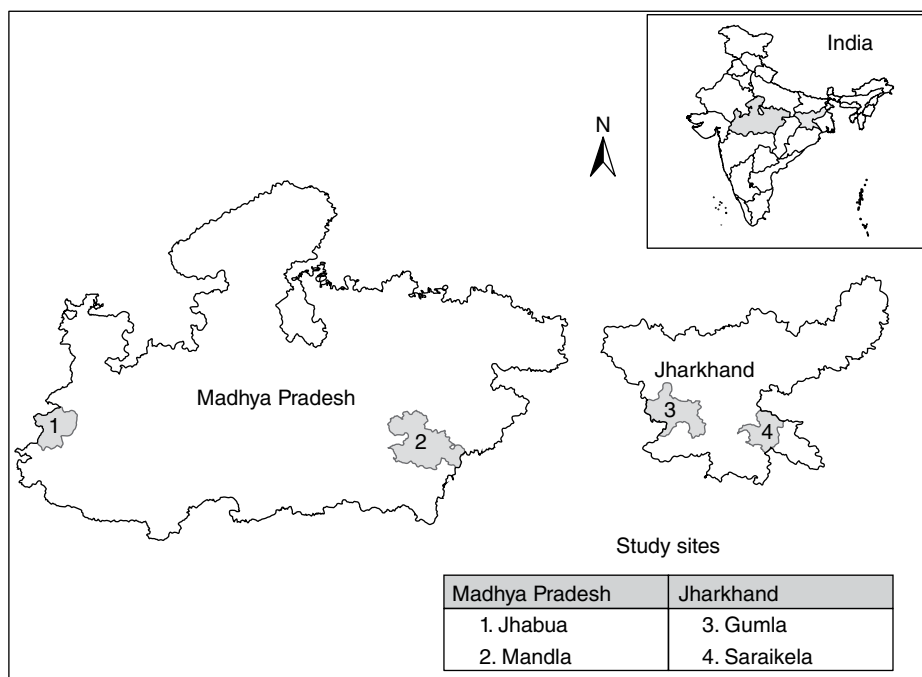 India
N
Madhya Pradesh
Jharkhand
1
2
3
4
Study sites
Madhya Pradesh Jharkhand
1. Jhabua 3. Gumla
2. Mandla 4. Saraikela